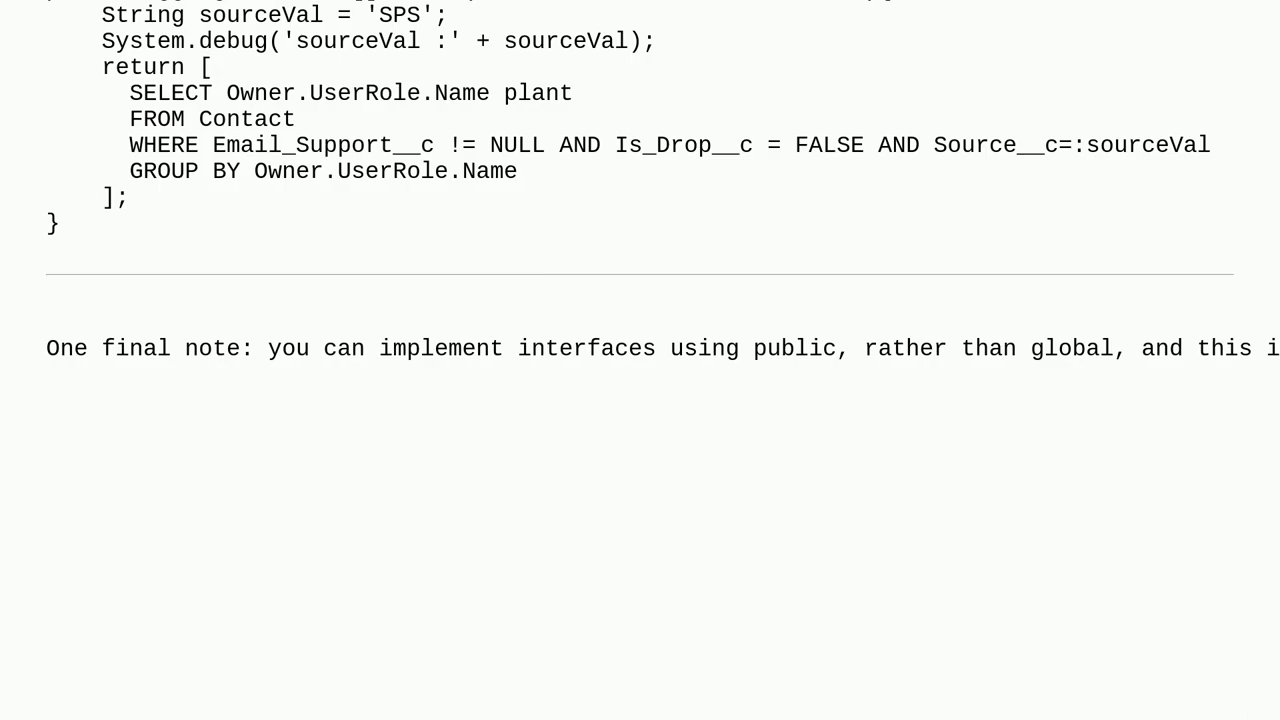 String sourceVal = 'SPS';
System.debug('sourceVal :' + sourceVal);
return [
SELECT Owner.UserRole.Name plant
FROM Contact
WHERE Email_Support__c != NULL AND Is_Drop__c = FALSE AND Source__c=:sourceVal
GROUP BY Owner.UserRole.Name
];
}
One final note: you can implement interfaces using public, rather than global, and this